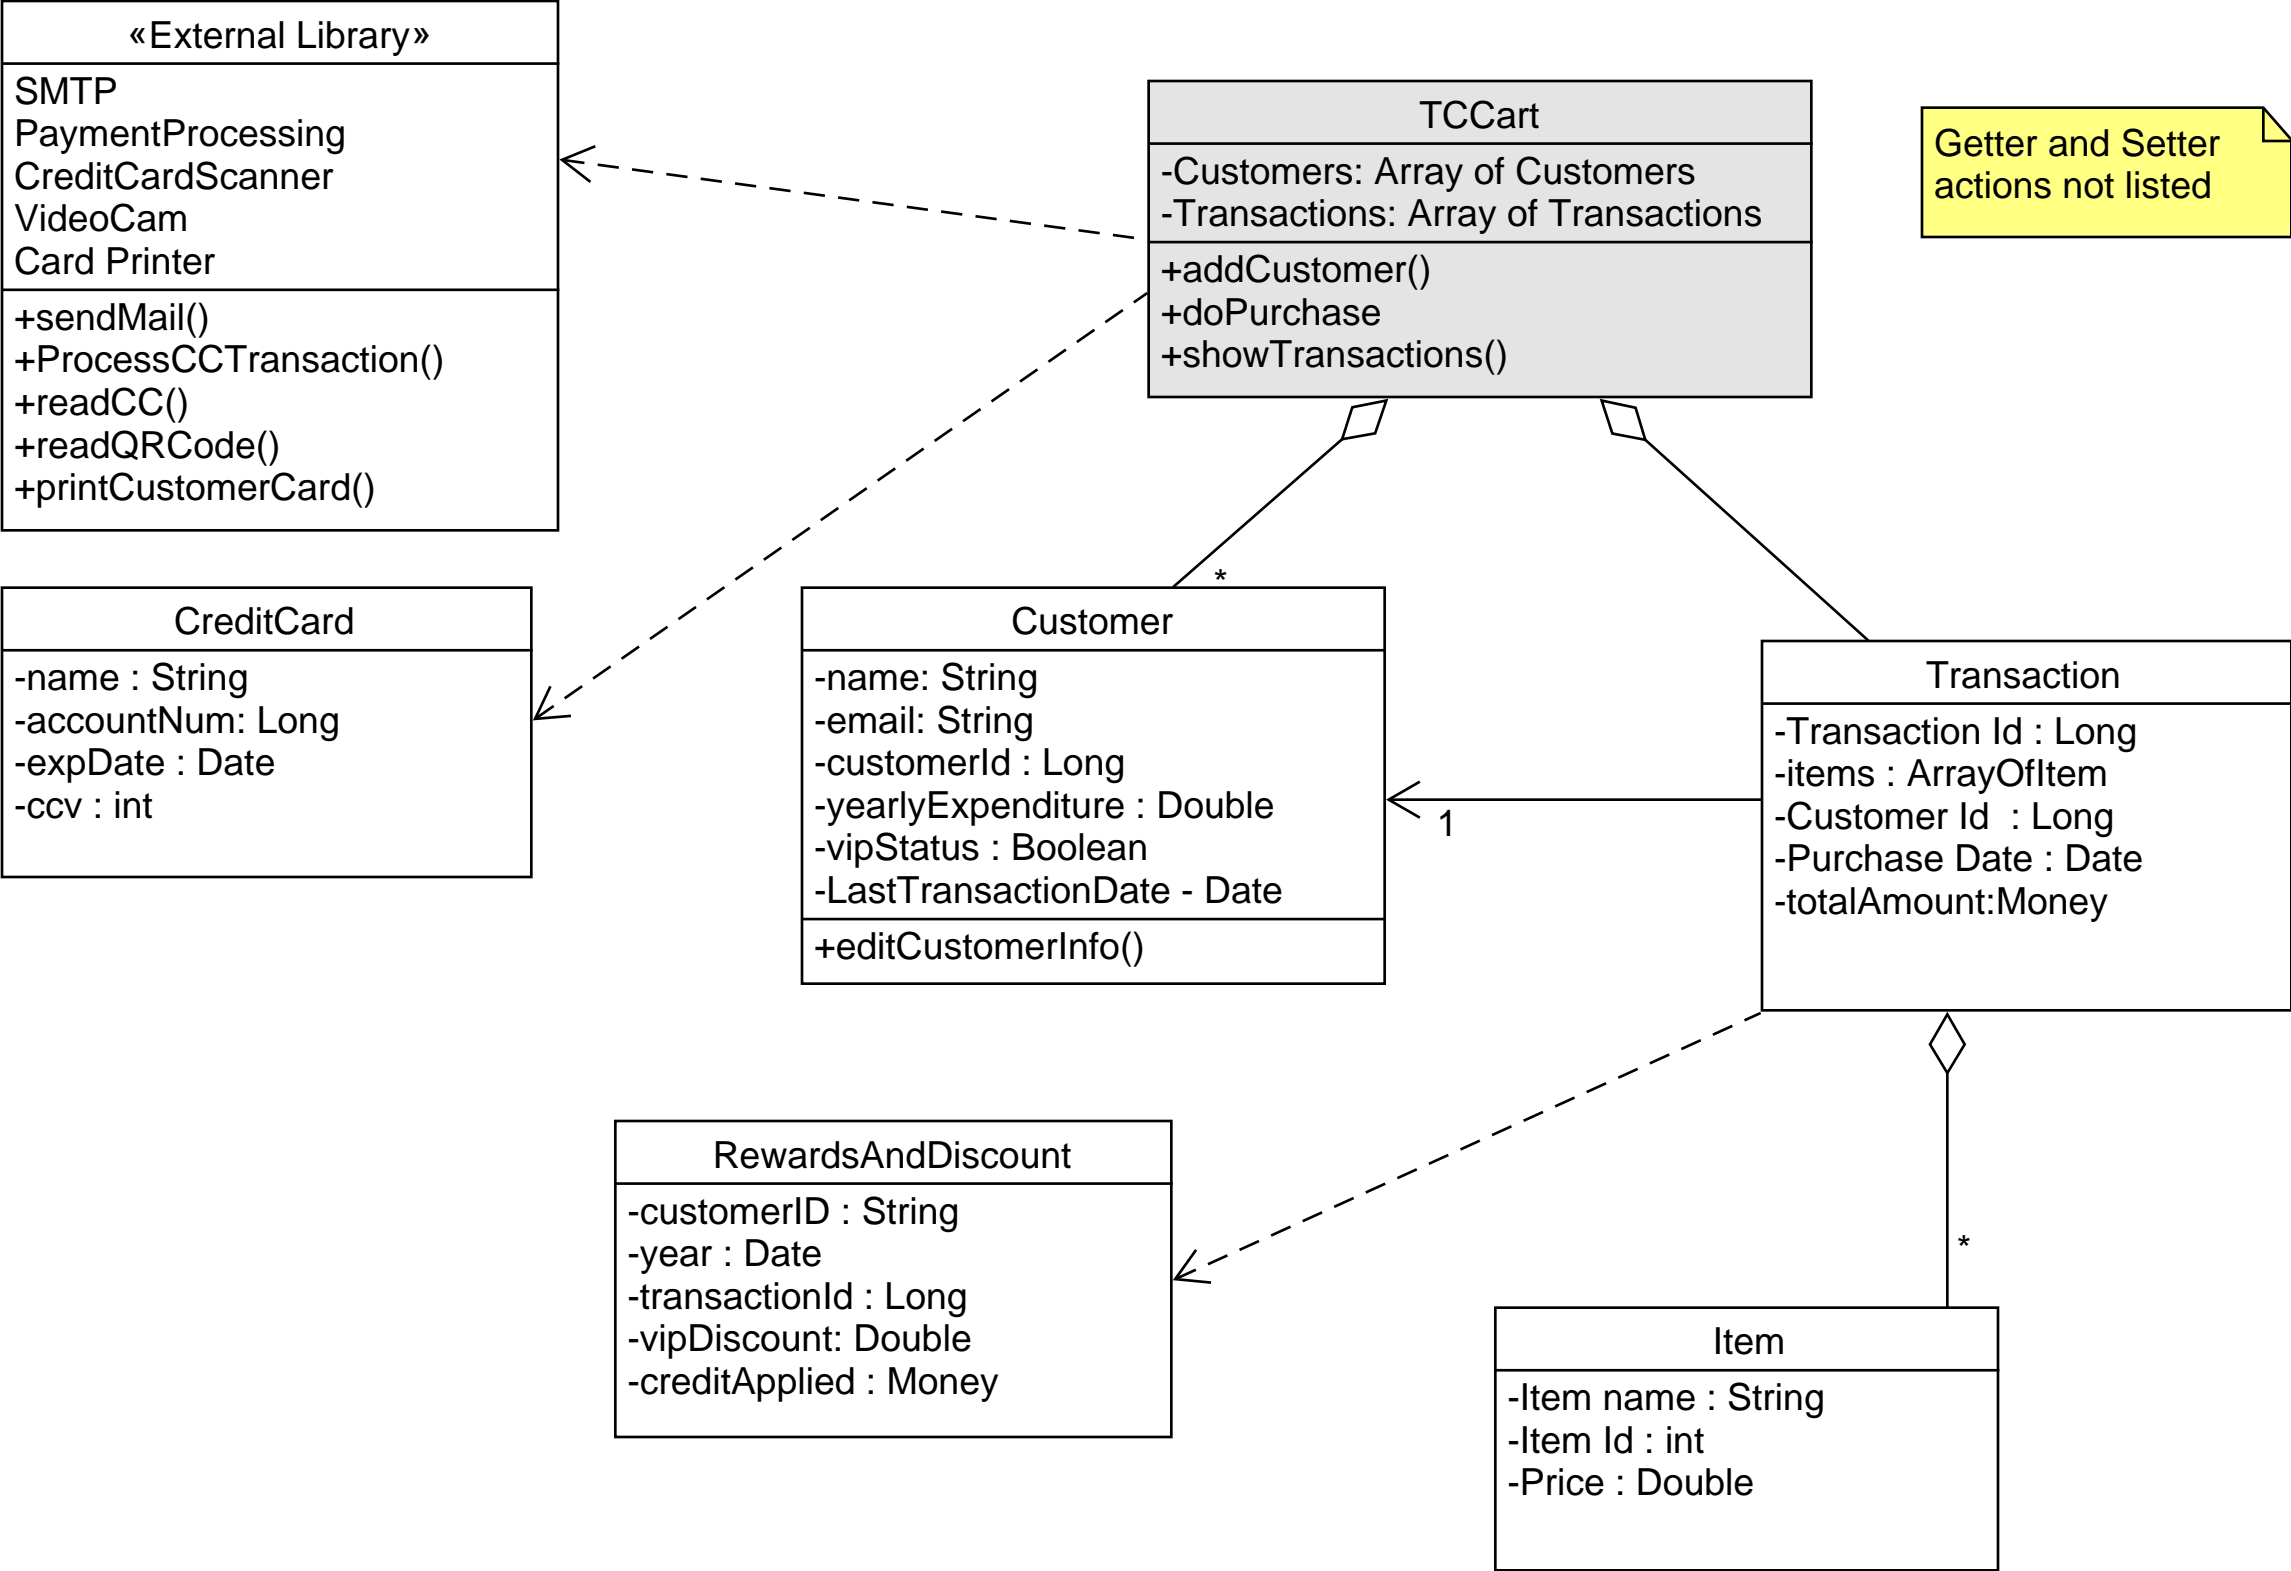 «External Library»
SMTP
PaymentProcessing
CreditCardScanner
VideoCam
Card Printer
+sendMail()
+ProcessCCTransaction()
+readCC()
+readQRCode()
+printCustomerCard()
TCCart
-Customers: Array of Customers
-Transactions: Array of Transactions
+addCustomer()
+doPurchase
+showTransactions()
Getter and Setter
actions not listed
CreditCard
-name : String
-accountNum: Long
-expDate : Date
-ccv : int
*
Customer
-name: String
-email: String
-customerId : Long
-yearlyExpenditure : Double
-vipStatus : Boolean
-LastTransactionDate - Date
+editCustomerInfo()
1
Transaction
-Transaction Id : Long
-items : ArrayOfItem
-Customer Id  : Long
-Purchase Date : Date
-totalAmount:Money
RewardsAndDiscount
-customerID : String
-year : Date
-transactionId : Long
-vipDiscount: Double
-creditApplied : Money
*
Item
-Item name : String
-Item Id : int
-Price : Double